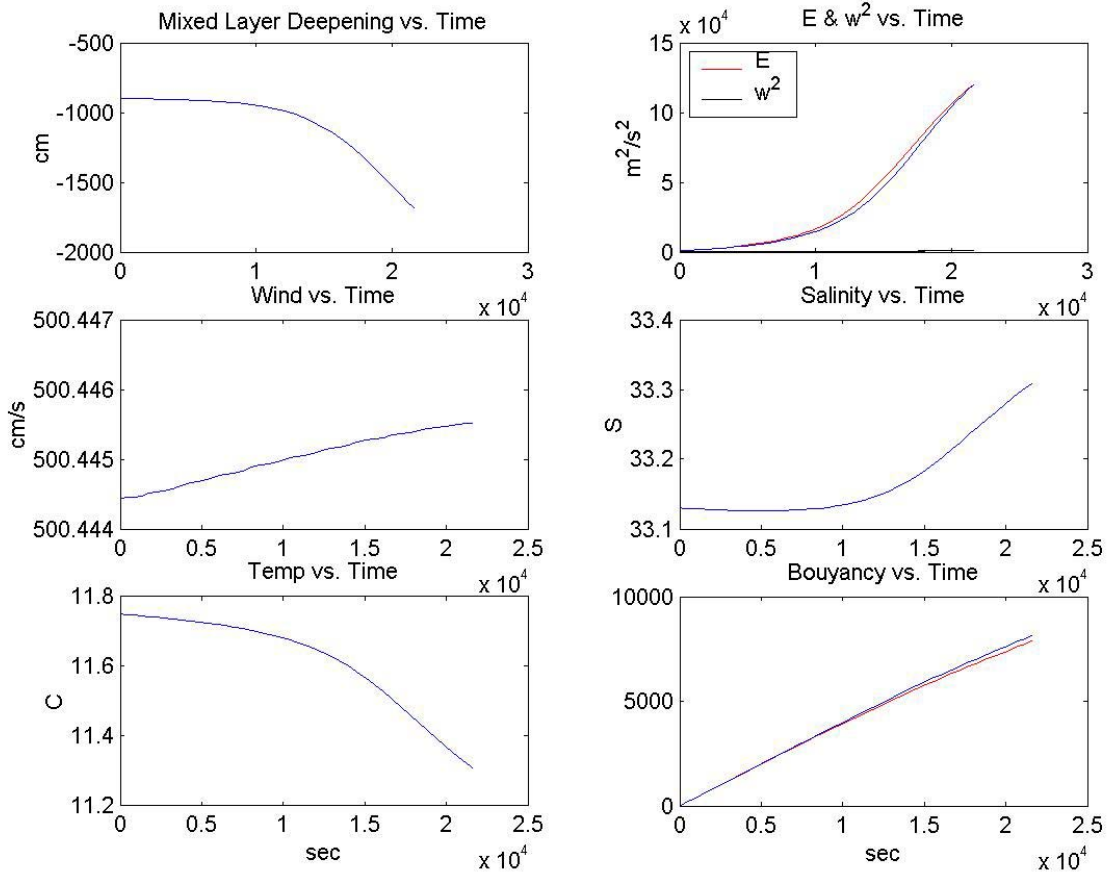 Mixed Layer Deepening vs. Time
-500
-1000
-1500
-2000
cm
0 1 2 3
x 10^4
E & w^2 vs. Time
x 10^4
15
10
5
0
m^2/s^2
E
w^2
0 1 2 3
x 10^4
Wind vs. Time
500.447
500.446
500.445
500.444
cm/s
0 0.5 1 1.5 2 2.5
x 10^4
Salinity vs. Time
33.4
33.3
33.2
33.1
S
0 0.5 1 1.5 2 2.5
x 10^4
Temp vs. Time
11.8
11.6
11.4
11.2
C
0 0.5 1 1.5 2 2.5
sec
x 10^4
Bouyancy vs. Time
10000
5000
0
0 0.5 1 1.5 2 2.5
sec
x 10^4